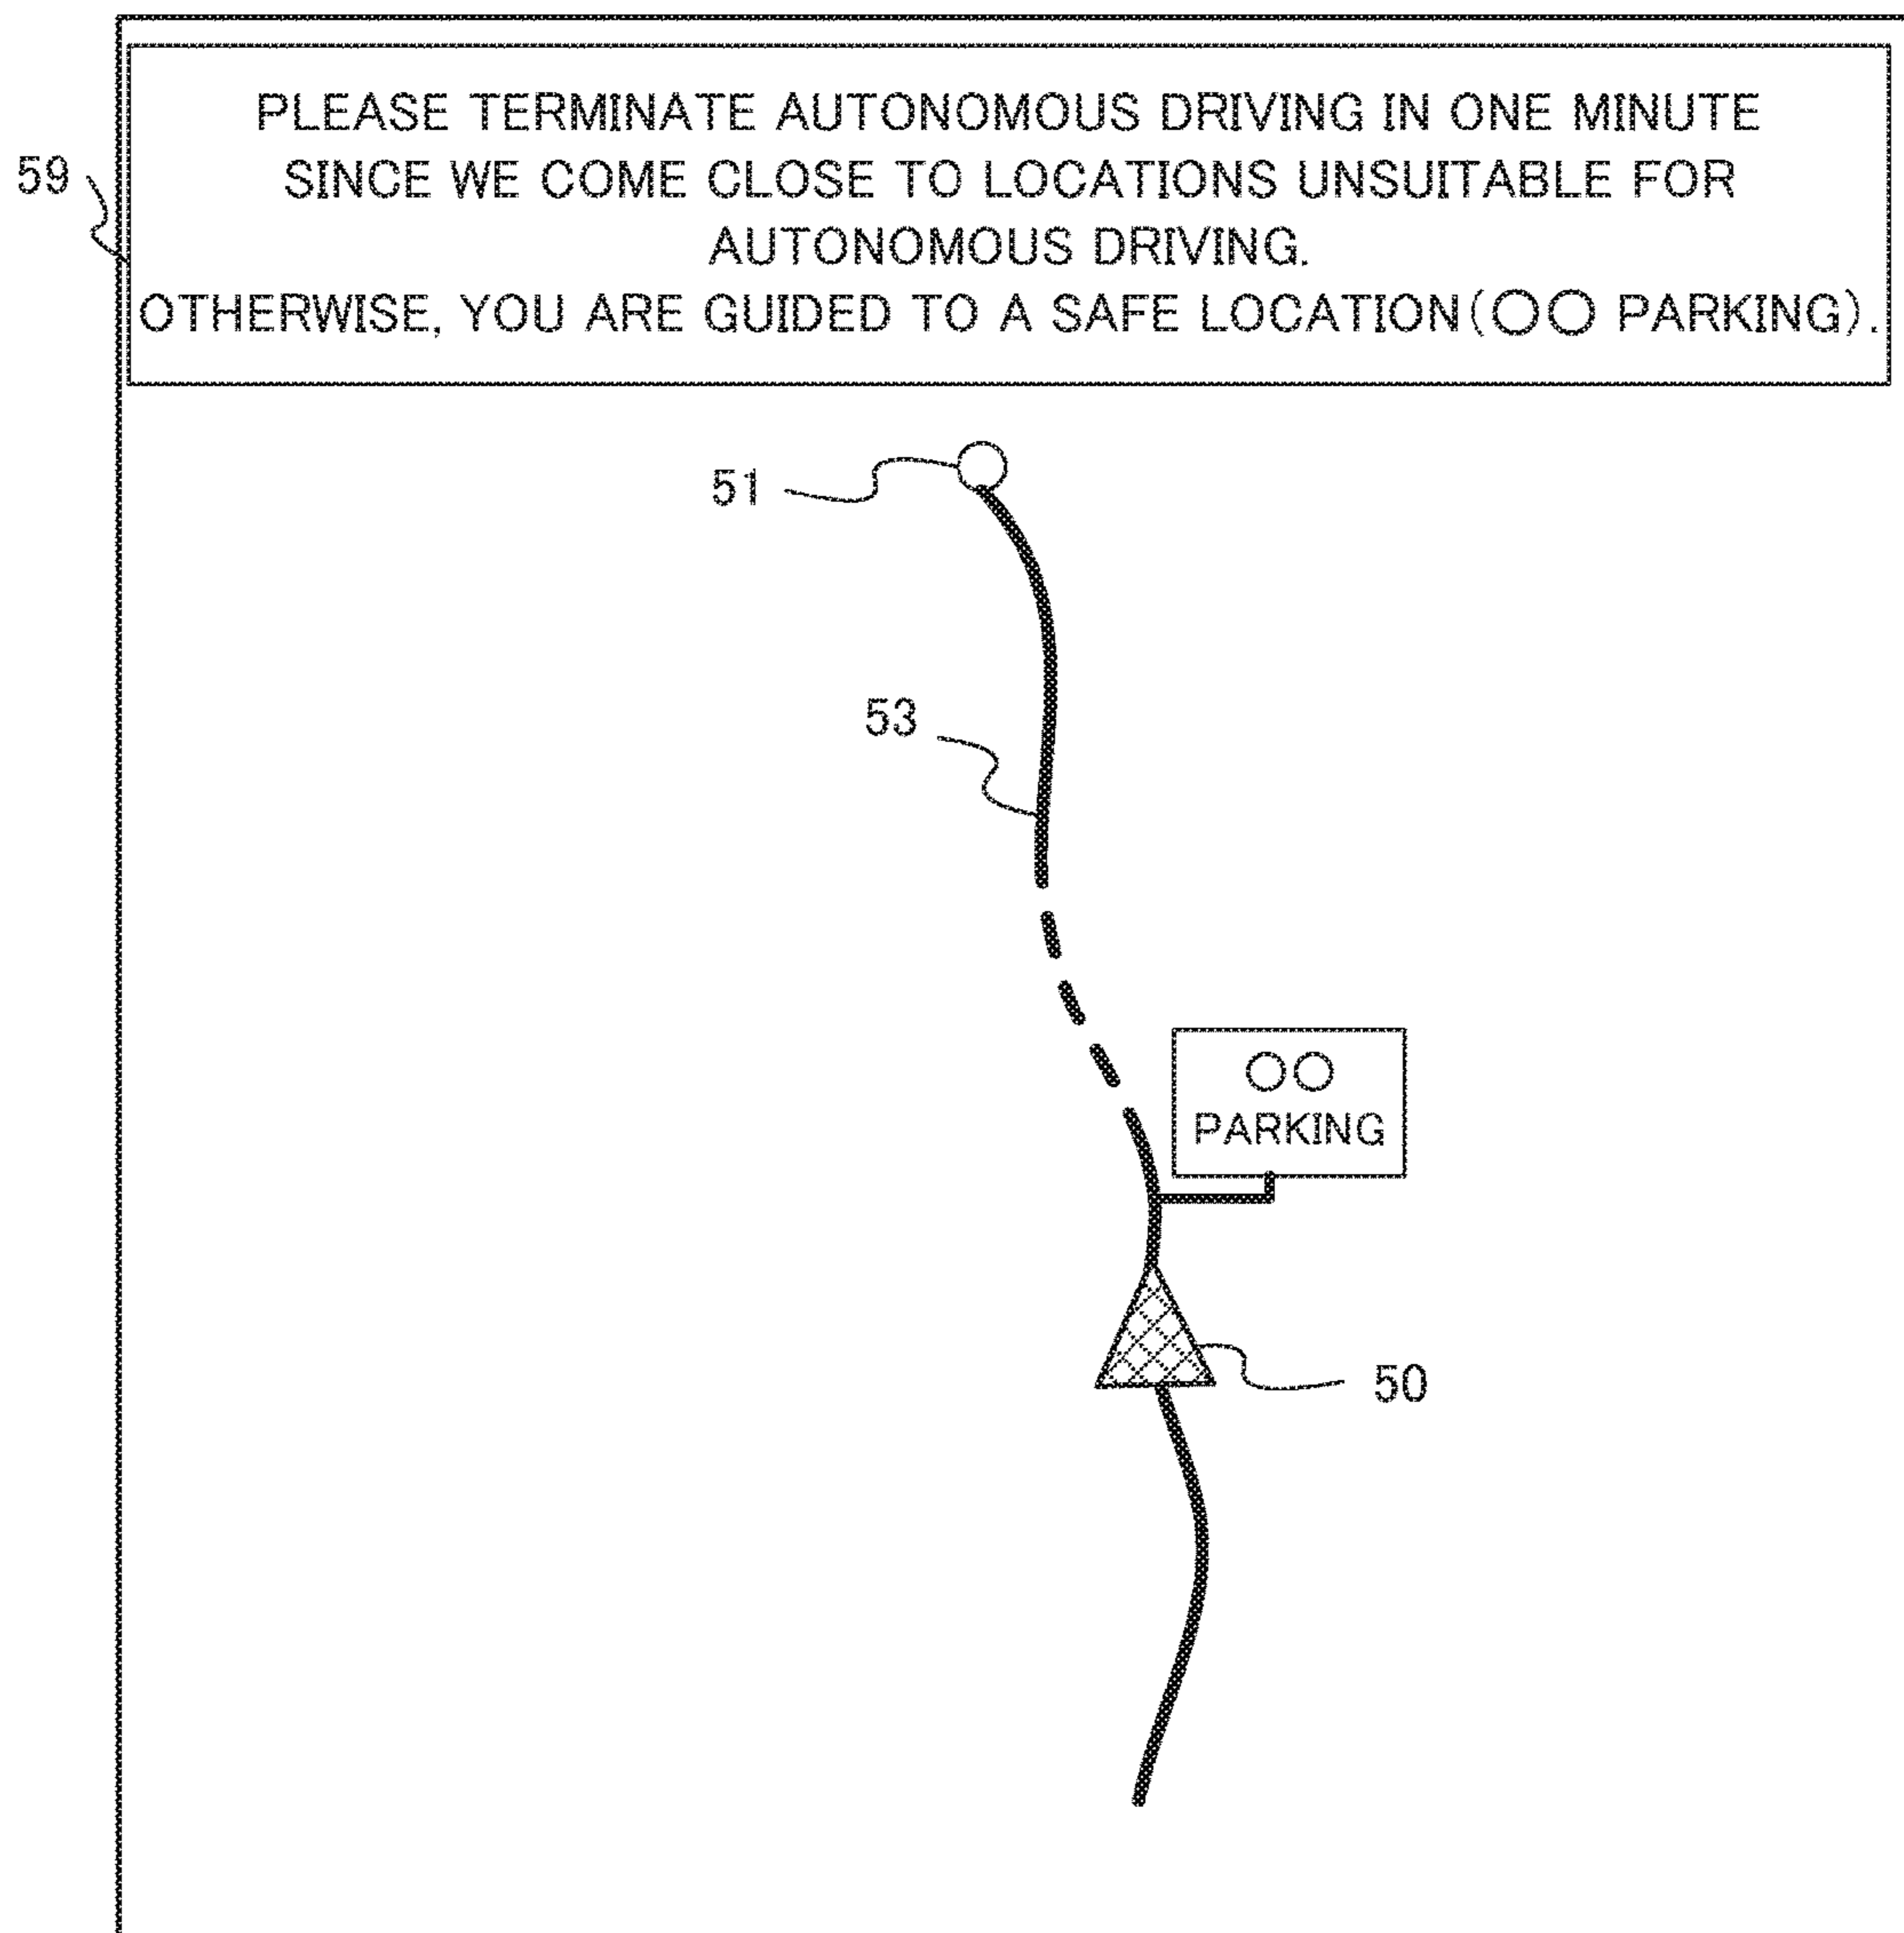 PLEASE TERMINATE AUTONOMOUS DRIVING IN ONE MINUTE
SINCE WE COME CLOSE TO LOCATIONS UNSUITABLE FOR
AUTONOMOUS DRIVING.
OTHERWISE, YOU ARE GUIDED TO A SAFE LOCATION(○○ PARKING).
59
51
53
○○
PARKING
50